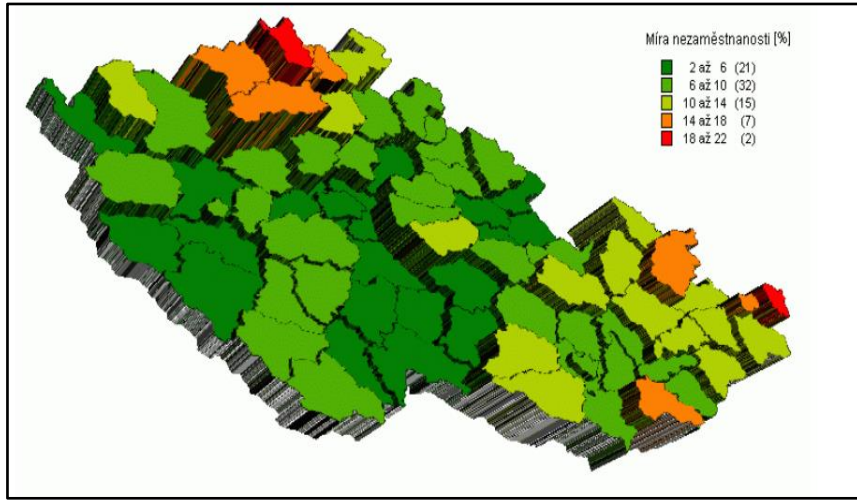 Míra nezaměstnanosti [%]
2 až 6 (21)
6 až 10 (32)
10 až 14 (15)
14 až 18 (7)
18 až 22 (2)